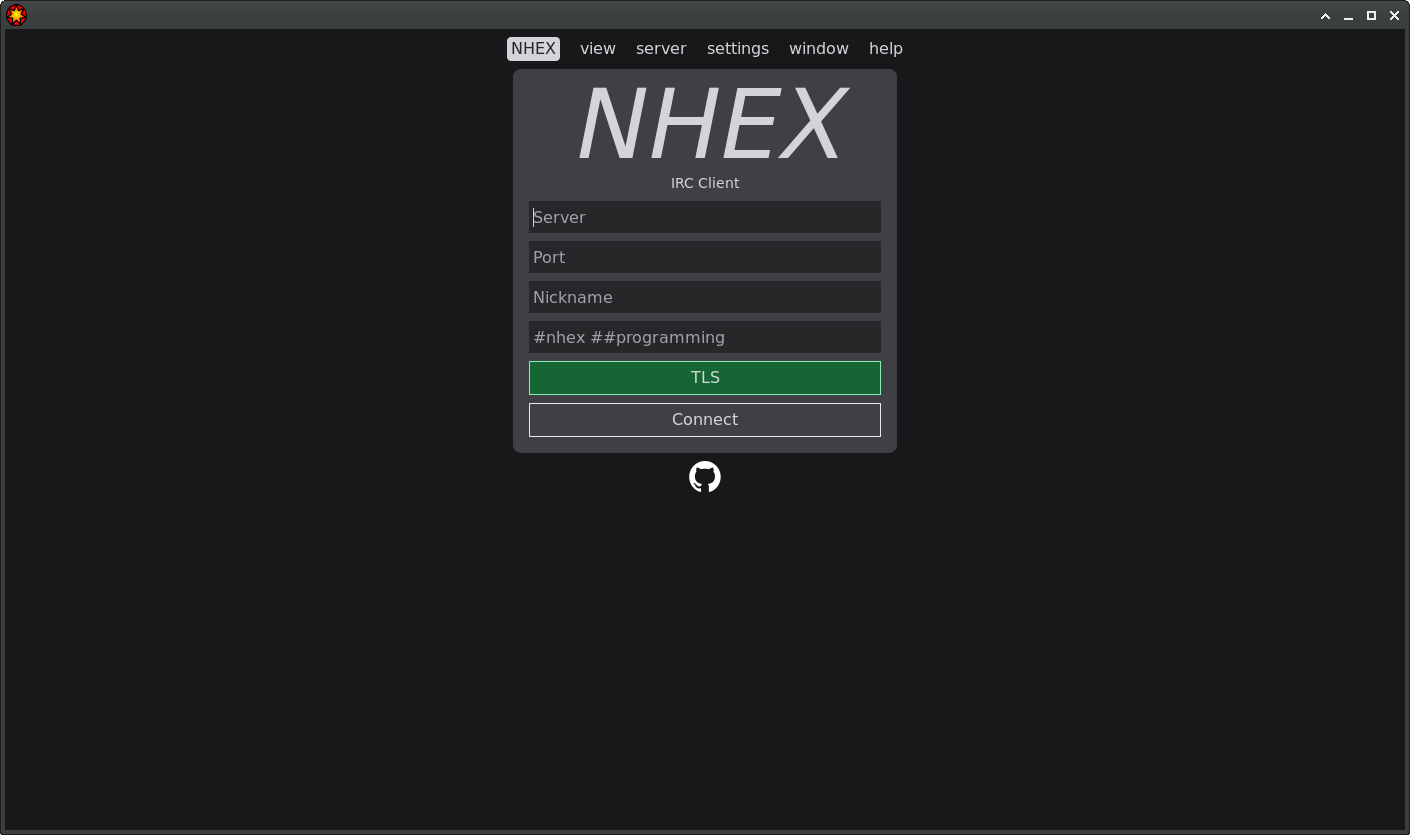 NHEX view server settings window help
NHEX
IRC Client
Server
Port
Nickname
#nhex ##programming
TLS
Connect